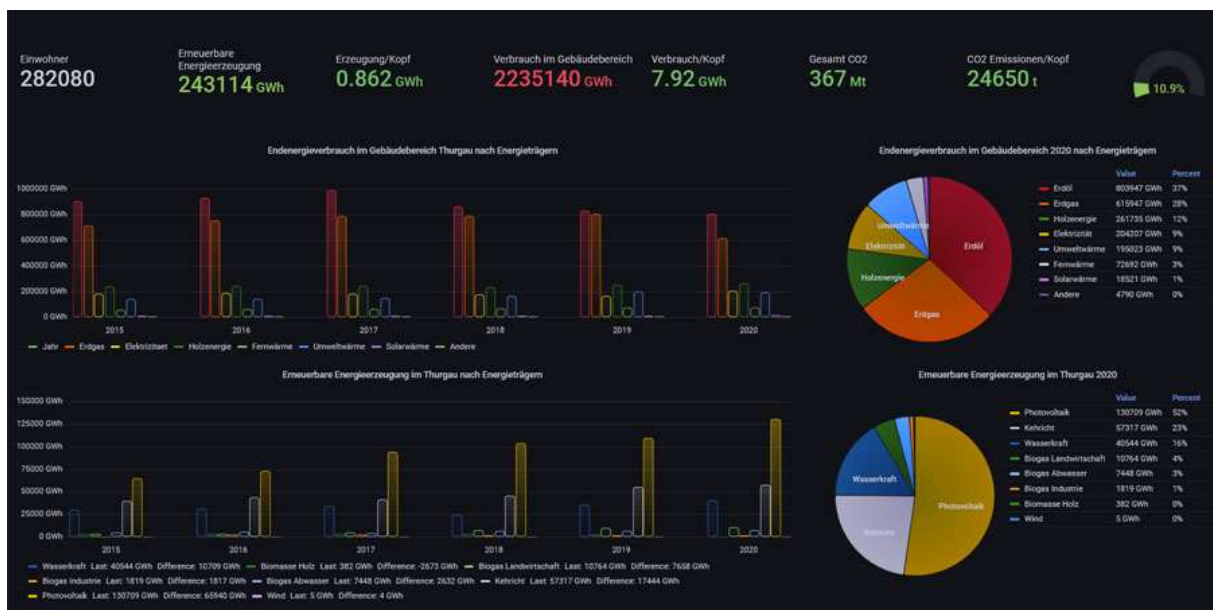 Einwohner
282080
Erneuerbare
Energieerzeugung
243114 GWh
Erzeugung/Kopf
0.862 GWh
Verbrauch im Gebäudebereich
2235140 GWh
Verbrauch/Kopf
7.92 GWh
Gesamt CO2
367 Mt
CO2 Emissionen/Kopf
24650 t
10.9%
Endenergieverbrauch im Gebäudebereich Thurgau nach Energieträgern
1000000 GWh
800000 GWh
600000 GWh
400000 GWh
200000 GWh
0 GWh
2015 2016 2017 2018 2019 2020
Jahr Erdgas Elektrizitaet Holzenergie Fernwärme Umweltwärme Solarwärme Andere
Endenergieverbrauch im Gebäudebereich 2020 nach Energieträgern
Umweltwärme
Elektrizität
Holzenergie
Erdöl
Erdgas
Value Percent
Erdöl 803947 GWh 37%
Erdgas 615947 GWh 28%
Holzenergie 261735 GWh 12%
Elektrizität 204207 GWh 9%
Umweltwärme 195023 GWh 9%
Fernwärme 72692 GWh 3%
Solarwärme 18521 GWh 1%
Andere 4790 GWh 0%
Erneuerbare Energieerzeugung im Thurgau nach Energieträgern
150000 GWh
125000 GWh
100000 GWh
75000 GWh
50000 GWh
25000 GWh
0 GWh
2015 2016 2017 2018 2019 2020
Wasserkraft Last: 40544 GWh Difference: 10709 GWh Biomasse Holz Last: 382 GWh Difference: -2673 GWh Biogas Landwirtschaft Last: 10764 GWh Difference: 7658 GWh
Biogas Industrie Last: 1819 GWh Difference: 1817 GWh Biogas Abwasser Last: 7448 GWh Difference: 2632 GWh Kehricht Last: 57317 GWh Difference: 17444 GWh
Photovoltaik Last: 130709 GWh Difference: 65940 GWh Wind Last: 5 GWh Difference: 4 GWh
Erneuerbare Energieerzeugung im Thurgau 2020
Wasserkraft
Photovoltaik
Kehricht
Value Percent
Photovoltaik 130709 GWh 52%
Kehricht 57317 GWh 23%
Wasserkraft 40544 GWh 16%
Biogas Landwirtschaft 10764 GWh 4%
Biogas Abwasser 7448 GWh 3%
Biogas Industrie 1819 GWh 1%
Biomasse Holz 382 GWh 0%
Wind 5 GWh 0%